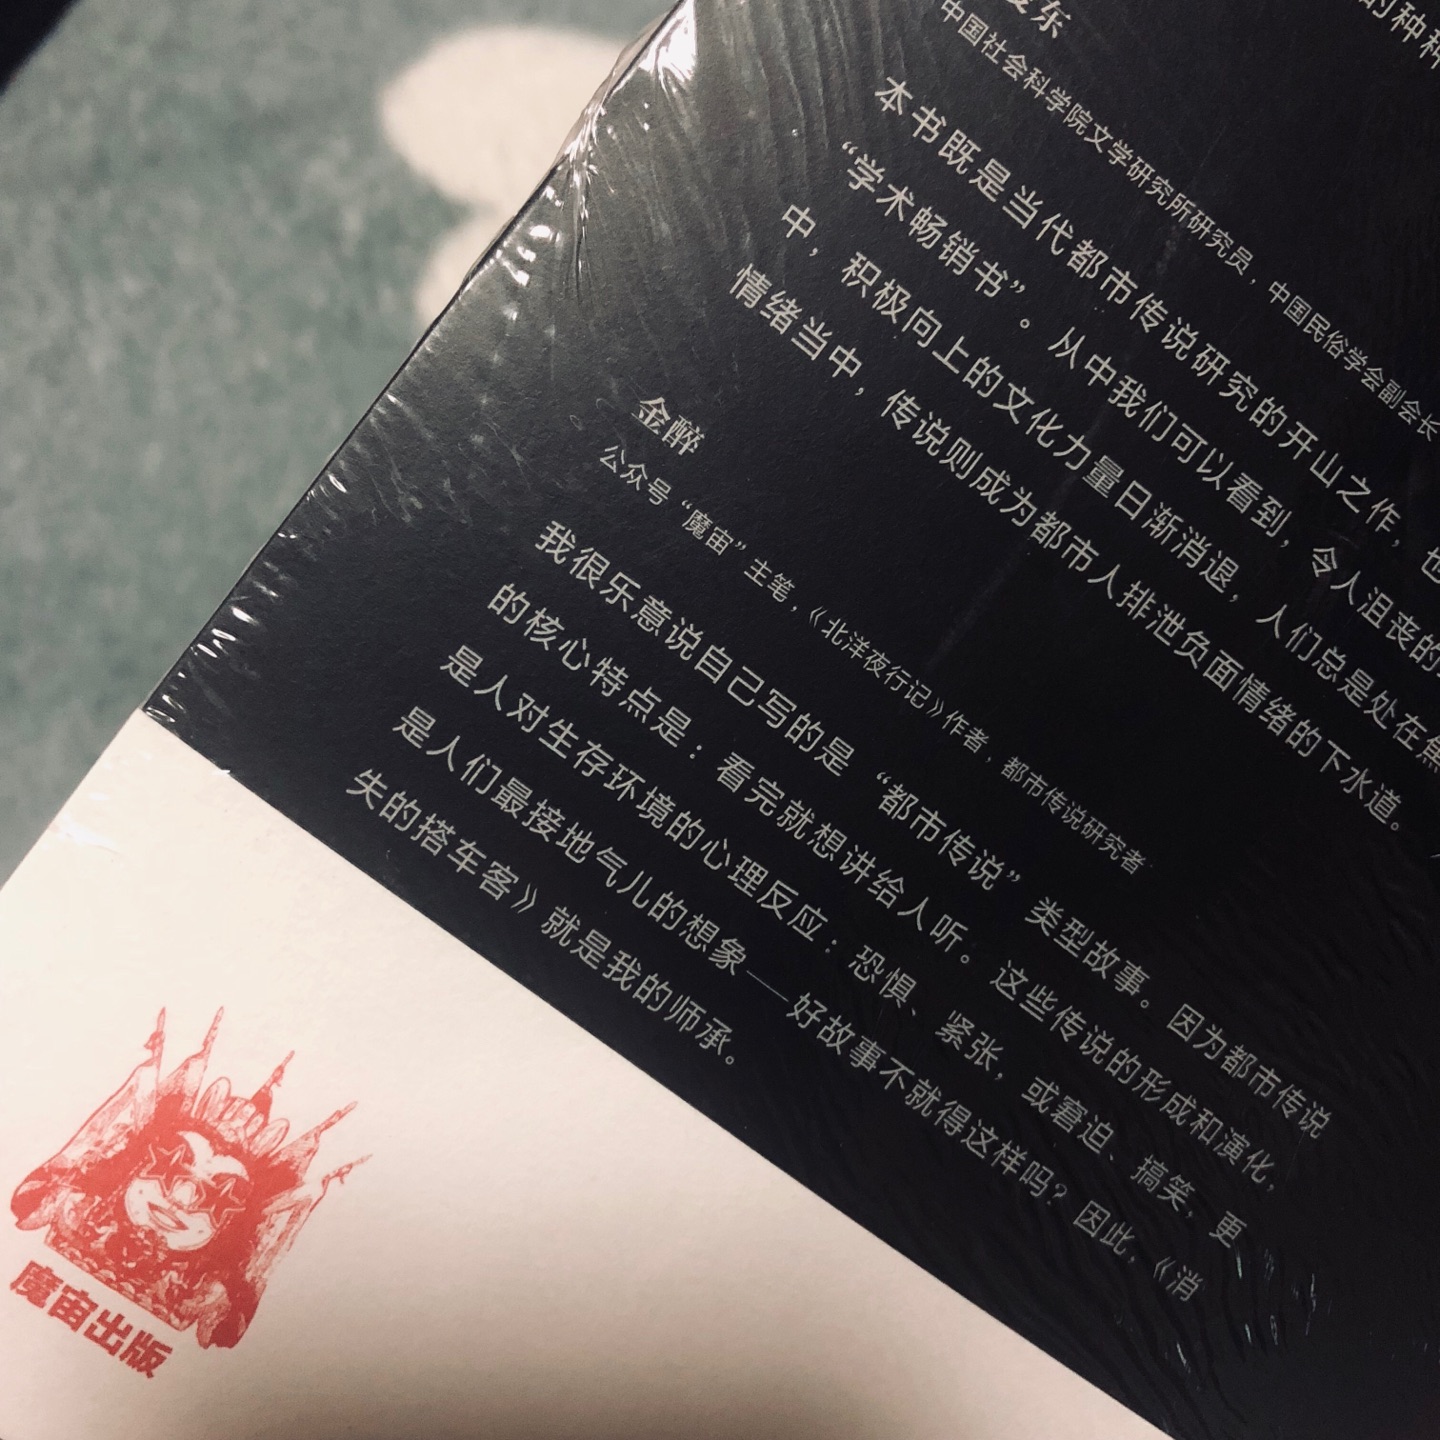 的种种
东
中国社会科学院文学研究所研究员，中国民俗学会副会长
本书既是当代都市传说研究的开山之作，也
“学术畅销书”。从中我们可以看到，令人沮丧的
中，积极向上的文化力量日渐消退，人们总是处在焦
情绪当中，传说则成为都市人排泄负面情绪的下水道。
金醉
公众号“魔宙”主笔，《北洋夜行记》作者，都市传说研究者
我很乐意说自己写的是“都市传说”类型故事。因为都市传说
的核心特点是：看完就想讲给人听。这些传说的形成和演化，
是人对生存环境的心理反应：恐惧、紧张，或窘迫、搞笑，更
是人们最接地气儿的想象——好故事不就得这样吗？因此，《消
失的搭车客》就是我的师承。
魔宙出版